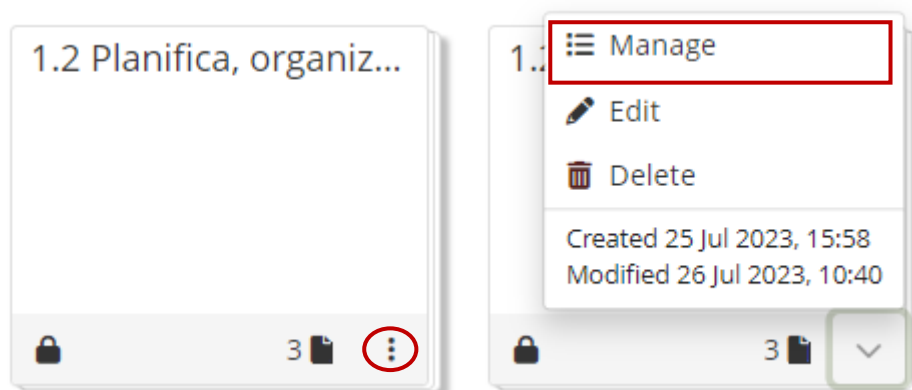 1.2 Planifica, organiz...
3
1.2
Manage
Edit
Delete
Created 25 Jul 2023, 15:58
Modified 26 Jul 2023, 10:40
3